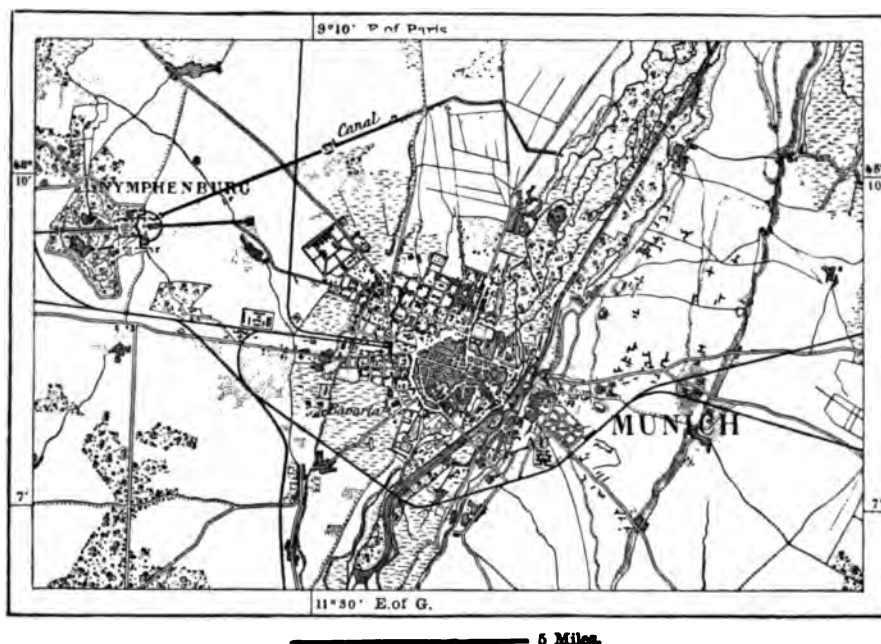 9°10' E. of Paris
48°
10'
NYMPHENBURG
Canal
48°
10'
Bavaria
MUNICH
7'
7'
11°30' E. of G.
5 Miles.